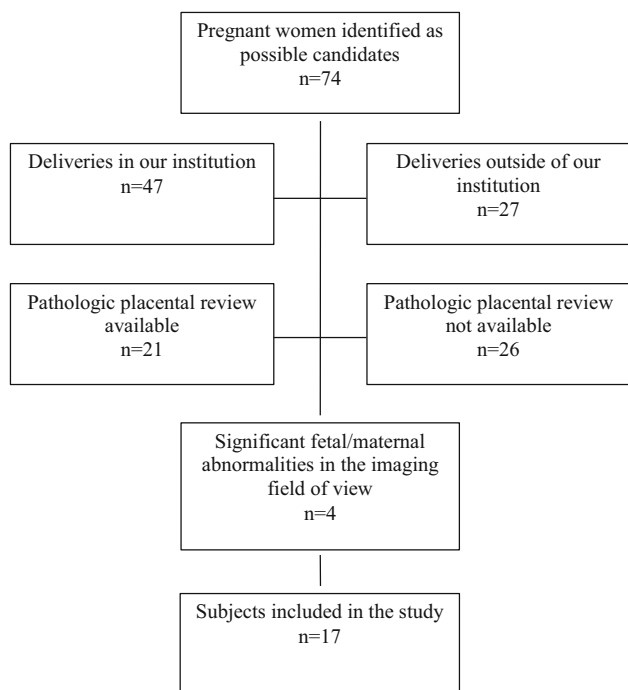 Pregnant women identified as
possible candidates
n=74
Deliveries in our institution
n=47
Deliveries outside of our
institution
n=27
Pathologic placental review
available
n=21
Pathologic placental review
not available
n=26
Significant fetal/maternal
abnormalities in the imaging
field of view
n=4
Subjects included in the study
n=17